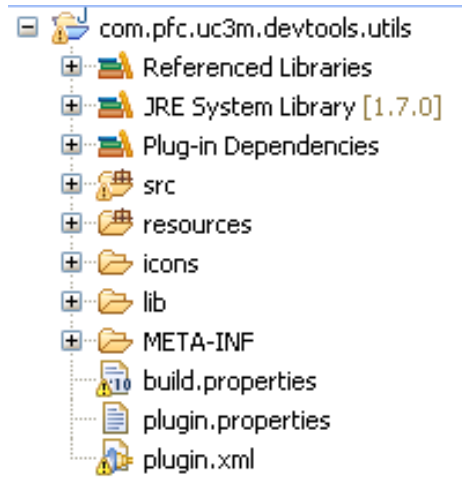 com.pfc.uc3m.devtools.utils
Referenced Libraries
JRE System Library [1.7.0]
Plug-in Dependencies
src
resources
icons
lib
META-INF
build.properties
plugin.properties
plugin.xml